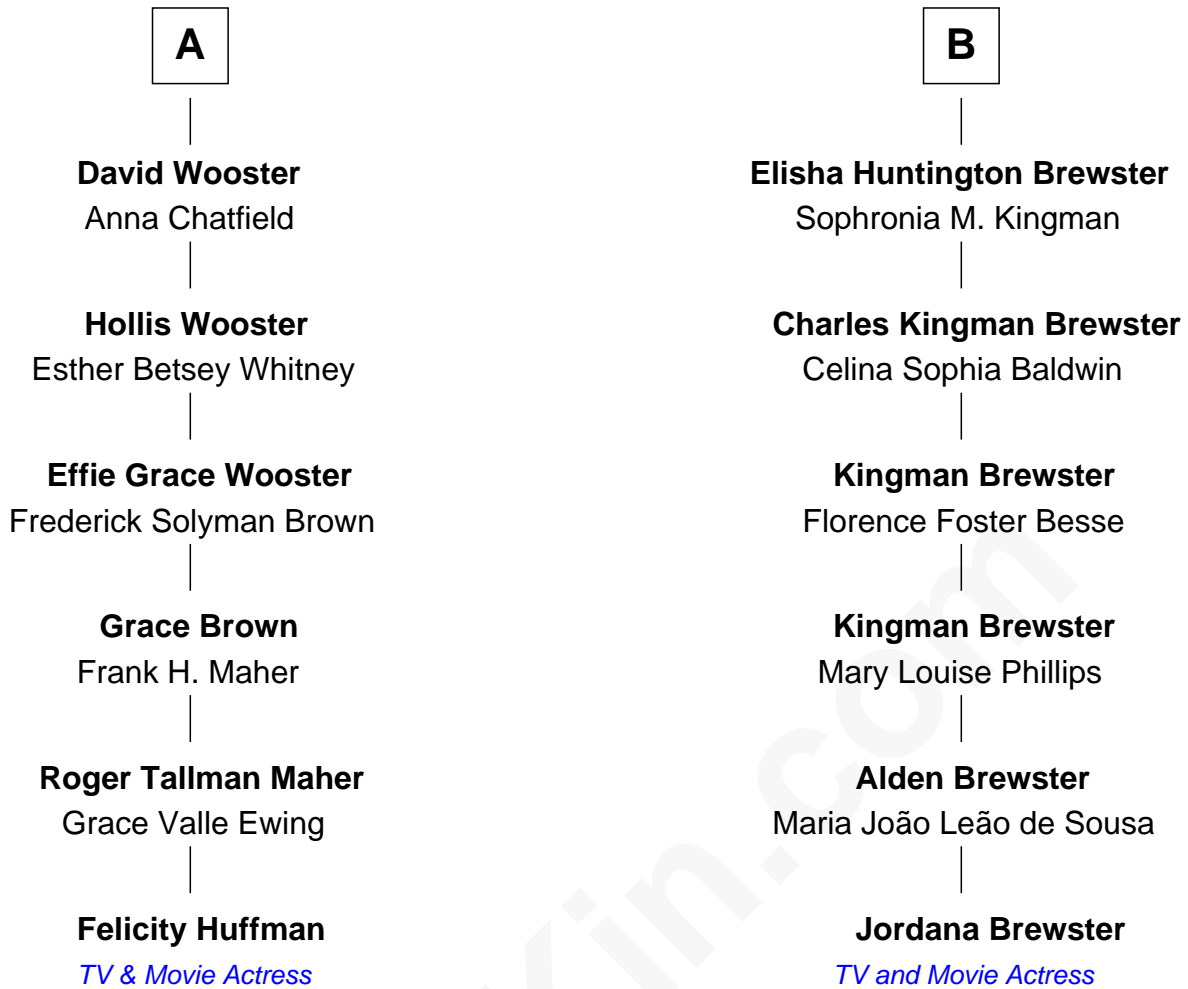 A
David Wooster
Anna Chatfield
Hollis Wooster
Esther Betsey Whitney
Effie Grace Wooster
Frederick Solyman Brown
Grace Brown
Frank H. Maher
Roger Tallman Maher
Grace Valle Ewing
Felicity Huffman
TV & Movie Actress
B
Elisha Huntington Brewster
Sophronia M. Kingman
Charles Kingman Brewster
Celina Sophia Baldwin
Kingman Brewster
Florence Foster Besse
Kingman Brewster
Mary Louise Phillips
Alden Brewster
Maria João Leão de Sousa
Jordana Brewster
TV and Movie Actress
Kin.com